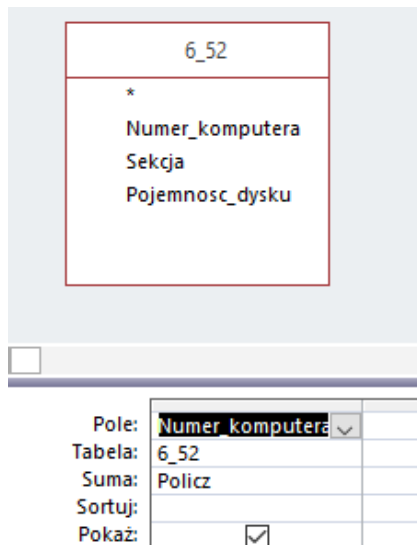 6_52
*
Numer_komputera
Sekcja
Pojemnosc_dysku
Pole: Numer_komputera
Tabela: 6_52
Suma: Policz
Sortuj:
Pokaż: